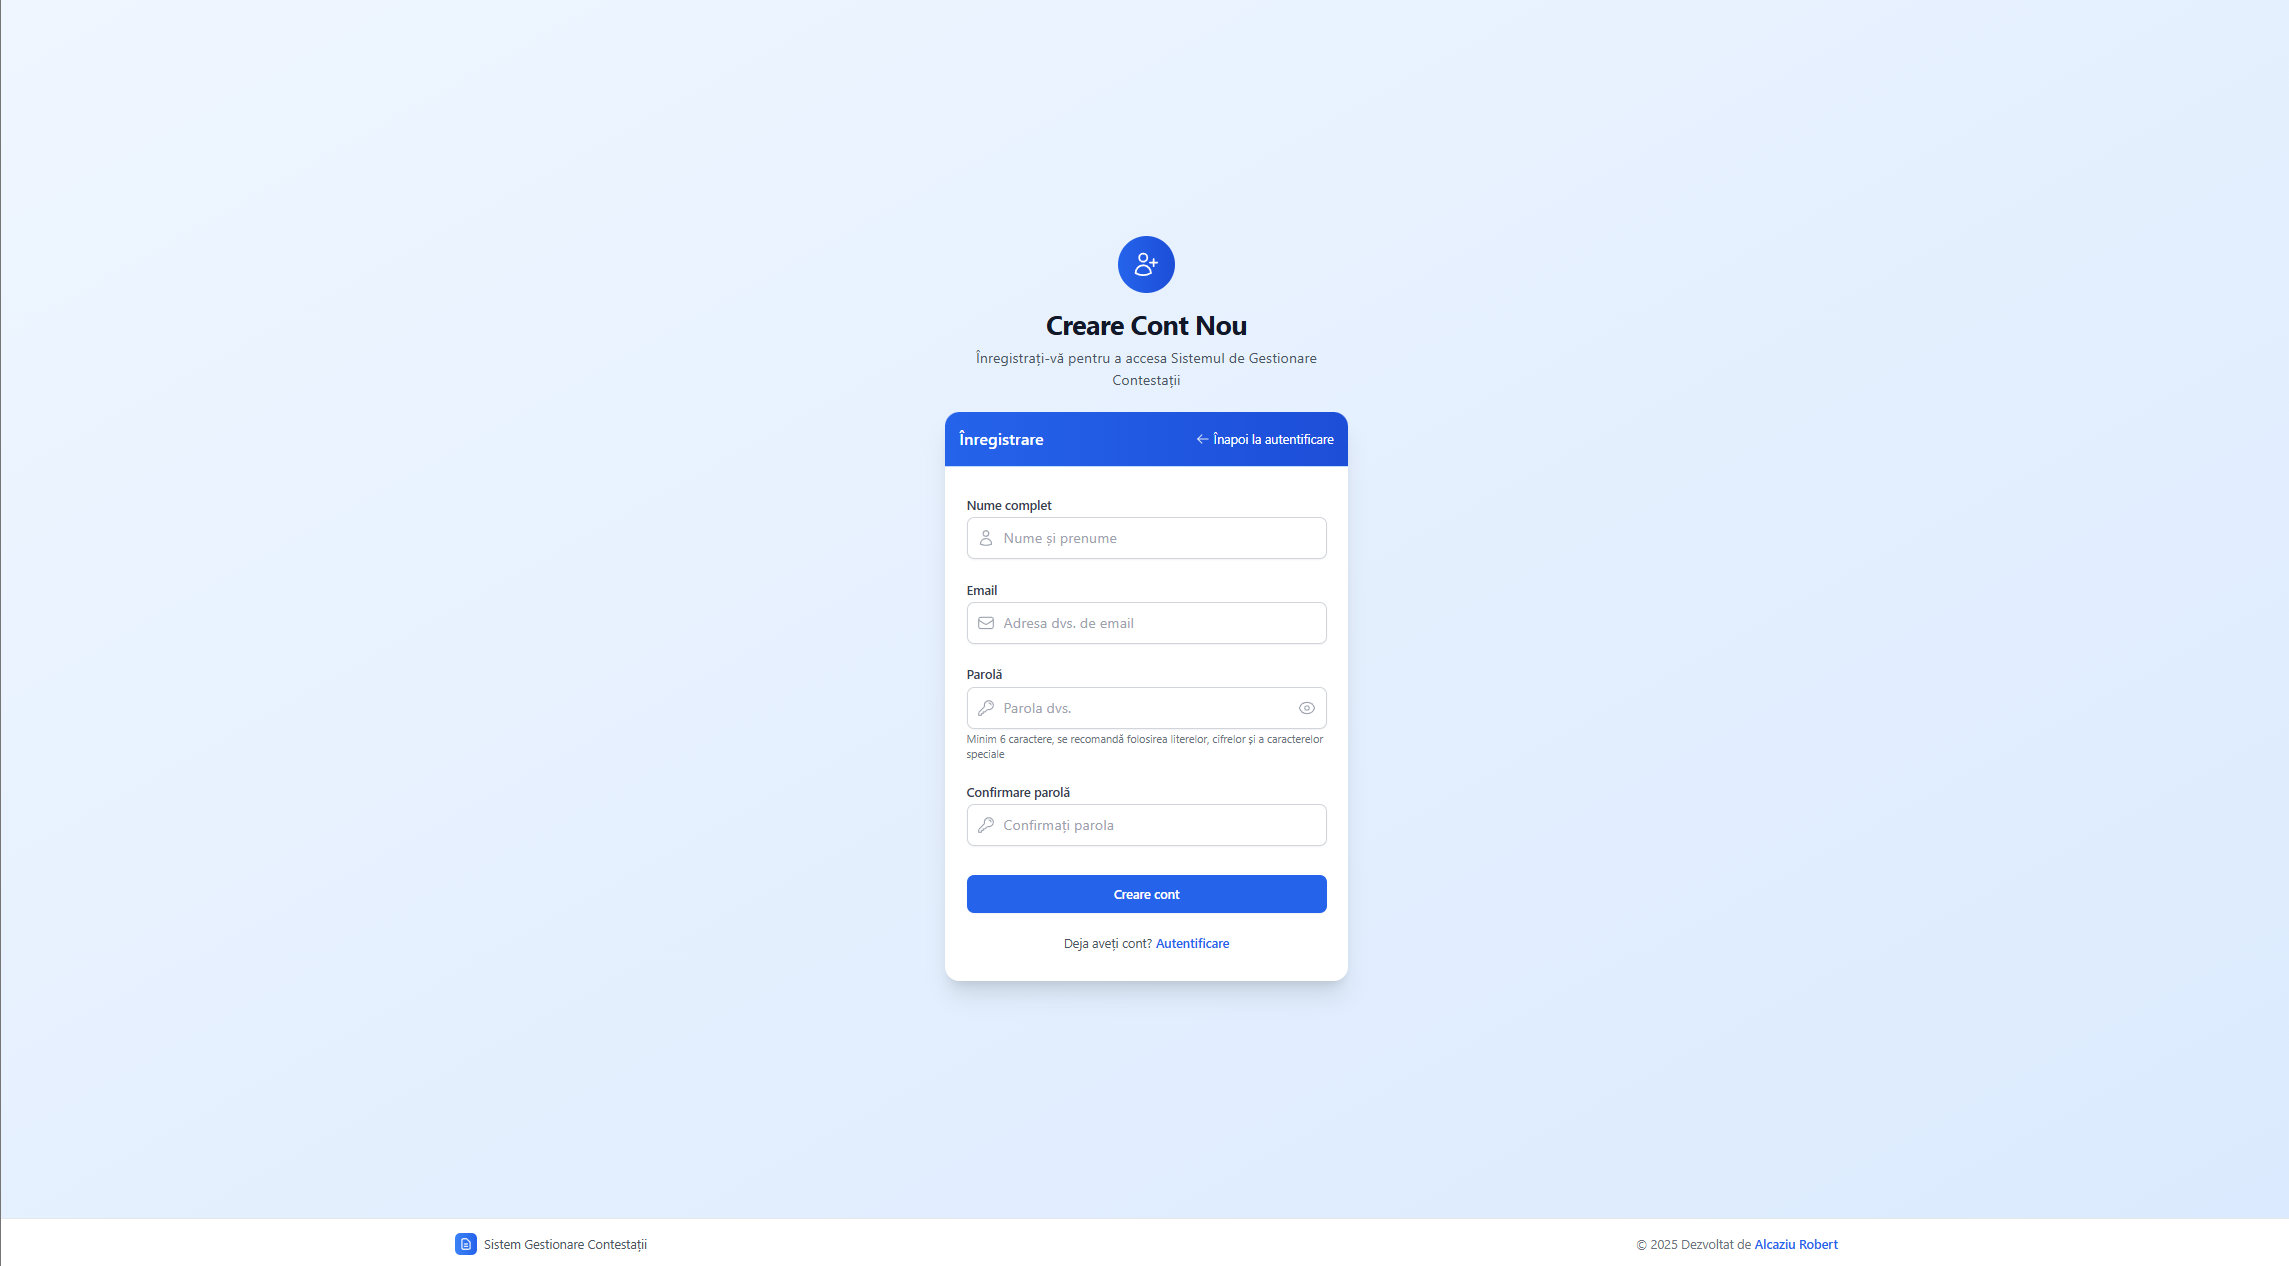 Creare Cont Nou
Înregistrați-vă pentru a accesa Sistemul de Gestionare
Contestații
Înregistrare
Înapoi la autentificare
Nume complet
Nume și prenume
Email
Adresa dvs. de email
Parolă
Parola dvs.
Minim 6 caractere, se recomandă folosirea literelor, cifrelor și a caracterelor
speciale
Confirmare parolă
Confirmați parola
Creare cont
Deja aveți cont? Autentificare
Sistem Gestionare Contestații
© 2025 Dezvoltat de Alcaziu Robert